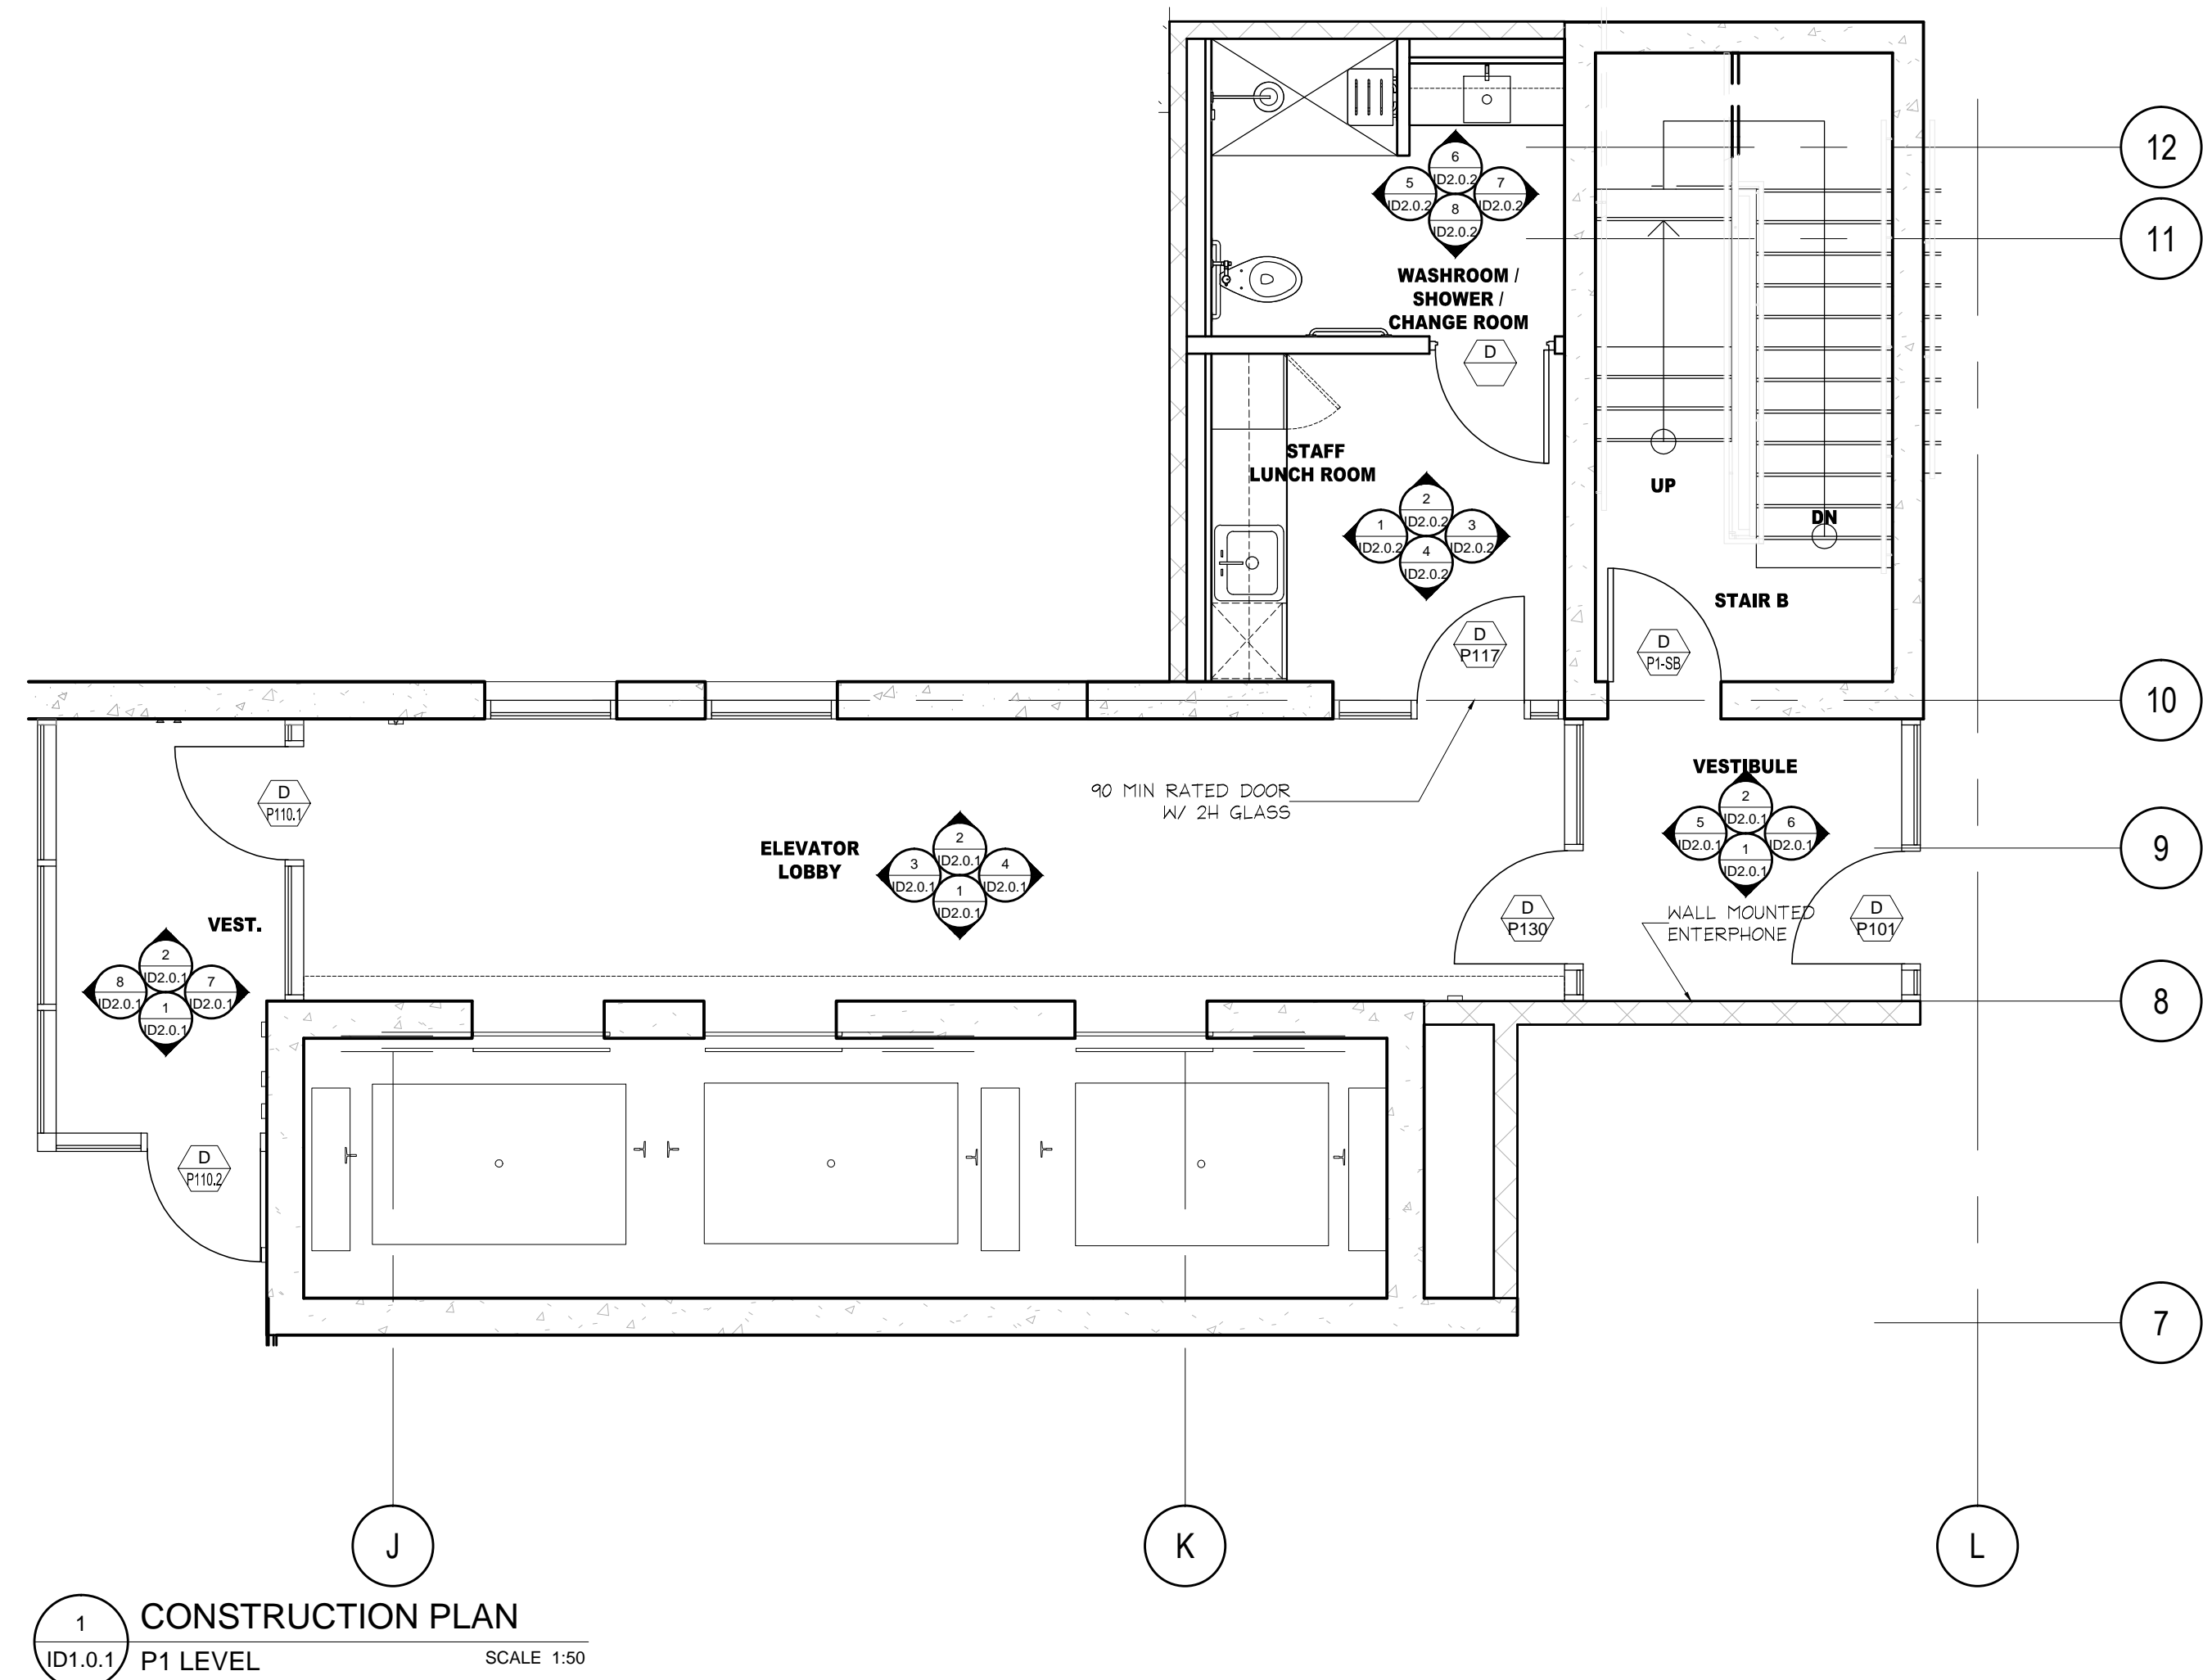 12
6
ID2.0.2
5
ID2.0.2
7
ID2.0.2
8
ID2.0.2
11
WASHROOM /
SHOWER /
CHANGE ROOM
D
STAFF
LUNCH ROOM
UP
DN
2
ID2.0.2
1
ID2.0.2
3
ID2.0.2
4
ID2.0.2
STAIR B
D
P117
D
P1-SB
10
VESTIBULE
90 MIN RATED DOOR
W/ 2H GLASS
D
P110.1
2
ID2.0.1
5
ID2.0.1
6
ID2.0.1
1
ID2.0.1
9
ELEVATOR
LOBBY
2
ID2.0.1
3
ID2.0.1
4
ID2.0.1
1
ID2.0.1
D
P130
WALL MOUNTED
ENTERPHONE
D
P101
VEST.
2
ID2.0.1
8
ID2.0.1
7
ID2.0.1
1
ID2.0.1
8
D
P110.2
7
J
K
L
1
ID1.0.1
CONSTRUCTION PLAN
P1 LEVEL
SCALE 1:50